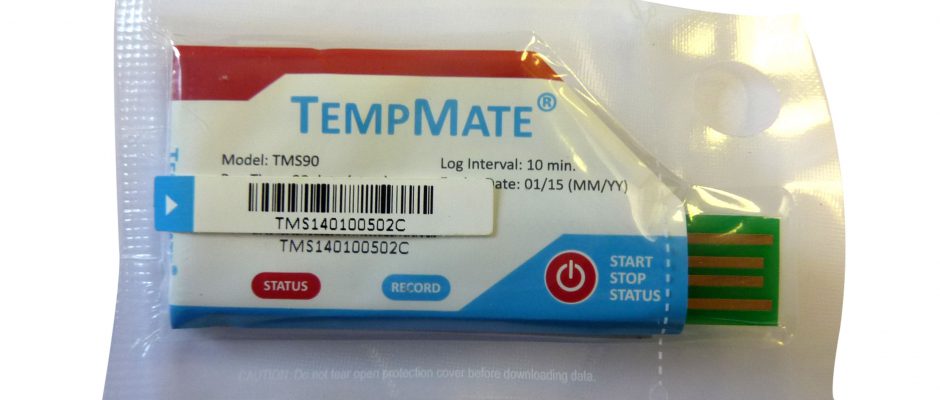 TEMPMATE®
Model: TMS90
Log Interval: 10 min.
Date: 01/15 (MM/YY)
TMS140100502C
TMS140100502C
STATUS
RECORD
START
STOP
STATUS
CAUTION: Do not tear open protection cover before downloading data.